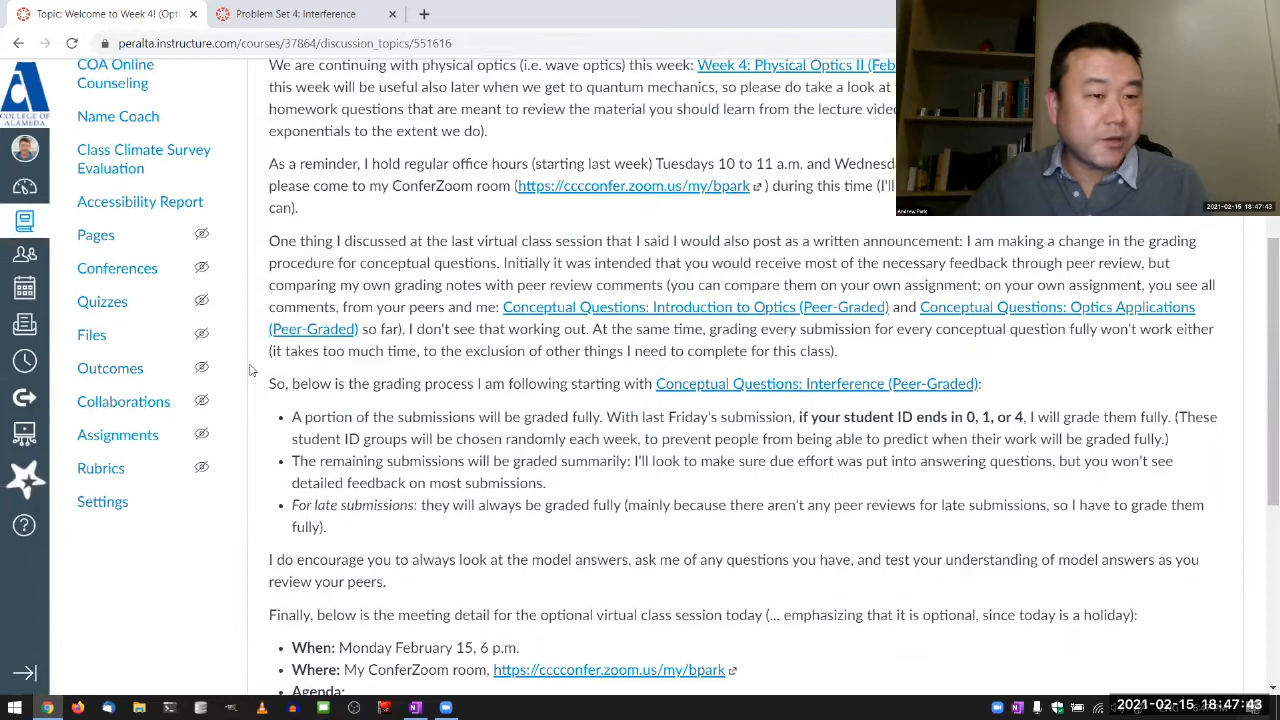 Topic: Week 4 (Opt
Problem 4-I: Interference
peralta.instructure.com/courses/37864/discussion_topics/551616
COLLEGE OF
ALAMEDA
COA Online
Counseling
Name Coach
Class Climate Survey
Evaluation
Accessibility Report
Pages
Conferences
Quizzes
Files
Outcomes
Collaborations
Assignments
Rubrics
Settings
We are continuing with physical optics (i.e. wave optics) this week: Week 4: Physical Optics II (Feb
this week will be useful also later when we get to quantum mechanics, so please do take a look at
homework questions that are meant to review the material you should learn from the lecture video
exponentials to the extent we do).
As a reminder, I hold regular office hours (starting last week) Tuesdays 10 to 11 a.m. and Wednesd
please come to my ConferZoom room (https://cccconfer.zoom.us/my/bpark ) during this time (I'll
can).
One thing I discussed at the last virtual class session that I said I would also post as a written announcement: I am making a change in the grading
procedure for conceptual questions. Initially it was intended that you would receive most of the necessary feedback through peer review, but
comparing my own grading notes with peer review comments (you can compare them on your own assignment; on your own assignment, you see all
comments, from your peers and me: Conceptual Questions: Introduction to Optics (Peer-Graded) and Conceptual Questions: Optics Applications
(Peer-Graded) so far). I don't see that working out. At the same time, grading every submission for every conceptual question fully won't work either
(it takes too much time, to the exclusion of other things I need to complete for this class).
So, below is the grading process I am following starting with Conceptual Questions: Interference (Peer-Graded):
• A portion of the submissions will be graded fully. With last Friday's submission, if your student ID ends in 0, 1, or 4, I will grade them fully. (These
student ID groups will be chosen randomly each week, to prevent people from being able to predict when their work will be graded fully.)
• The remaining submissions will be graded summarily: I'll look to make sure due effort was put into answering questions, but you won't see
detailed feedback on most submissions.
• For late submissions: they will always be graded fully (mainly because there aren't any peer reviews for late submissions, so I have to grade them
fully).
I do encourage you to always look at the model answers, ask me of any questions you have, and test your understanding of model answers as you
review your peers.
Finally, below is the meeting detail for the optional virtual class session today (... emphasizing that it is optional, since today is a holiday):
• When: Monday February 15, 6 p.m.
• Where: My ConferZoom room, https://cccconfer.zoom.us/my/bpark
• Agenda:
Andrew Park
2021-02-15 18:47:43
2021-02-15 18:47:43